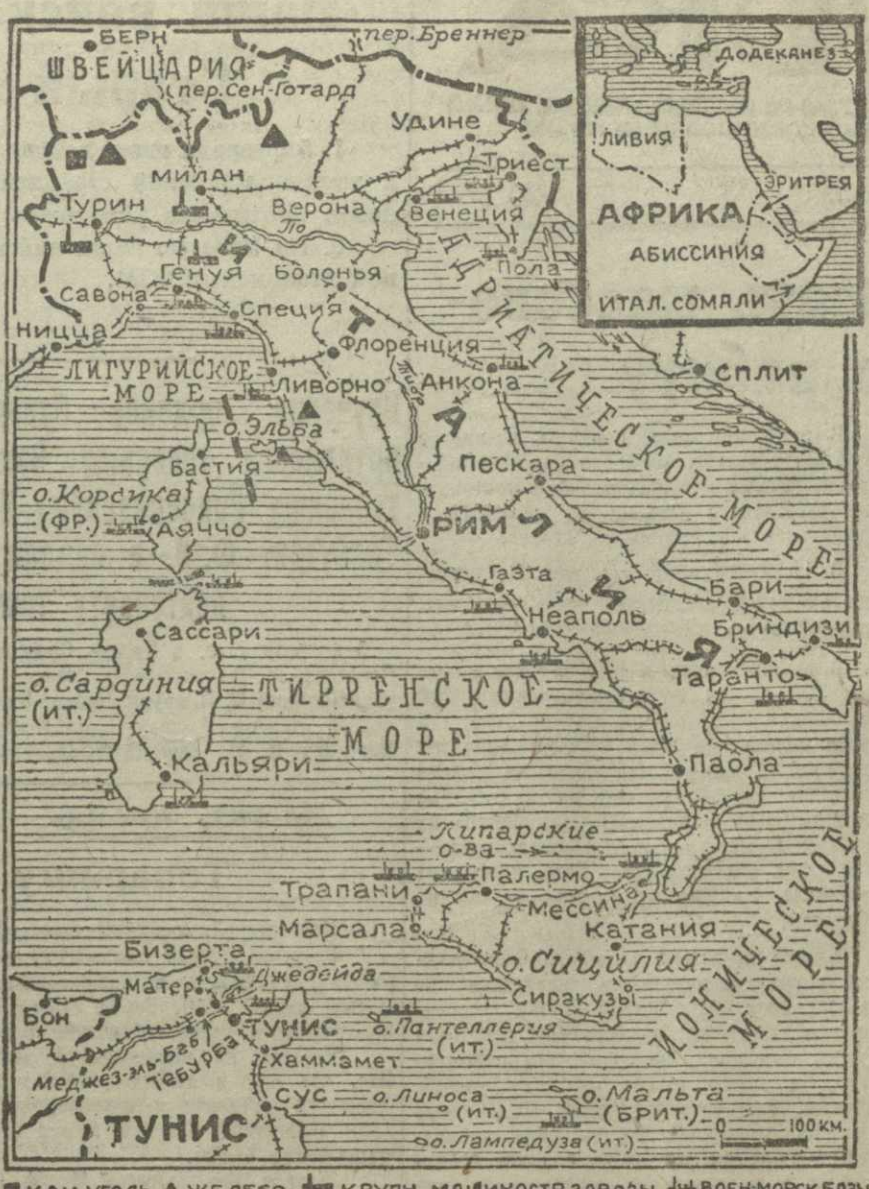 БЕРН
пер. Бреннер
ШВЕЙЦАРИЯ
пер. Сен-Готард
УДИНЕ
МИЛАН
ТРИЕСТ
ТУРИН
ВЕРОНА
ВЕНЕЦИЯ
По
БОЛОНЬЯ
ПОЛА
ГЕНУЯ
САВОНА
СПЕЦИЯ
НИЦЦА
ФЛОРЕНЦИЯ
ЛИГУРИЙСКОЕ
МОРЕ
ЛИВОРНО
Тибр
АНКОНА
СПЛИТ
АДРИАТИЧЕСКОЕ МОРЕ
ИТАЛИЯ
о. Эльба
БАСТИЯ
ПЕСКАРА
о. Корсика
(ФР.)
АЯЧЧО
РИМ
ГАЭТА
БАРИ
НЕАПОЛЬ
БРИНДИЗИ
САССАРИ
ТАРАНТО
о. Сардиния
(ИТ.)
ТИРРЕНСКОЕ
МОРЕ
КАЛЬЯРИ
ПАОЛА
Липарские
о-ва
ТРАПАНИ
ПАЛЕРМО
МЕССИНА
МАРСАЛА
КАТАНИЯ
о. Сицилия
СИРАКУЗЫ
ИОНИЧЕСКОЕ
МОРЕ
БИЗЕРТА
Джедейда
МАТЕР
БОН
ТУНИС
о. Пантеллерия
(ИТ.)
МЕДЖЕЗ-ЭЛЬ-БАБ
ТЕБУРБА
ХАММАМЕТ
СУС
о. Линоса
(ИТ.)
о. Мальта
(БРИТ.)
ТУНИС
о. Лампедуза (ИТ)
0 100 КМ.
ДОДЕКАНЕЗ
ЛИВИЯ
ЭРИТРЕЯ
АФРИКА
АБИССИНИЯ
ИТАЛ. СОМАЛИ